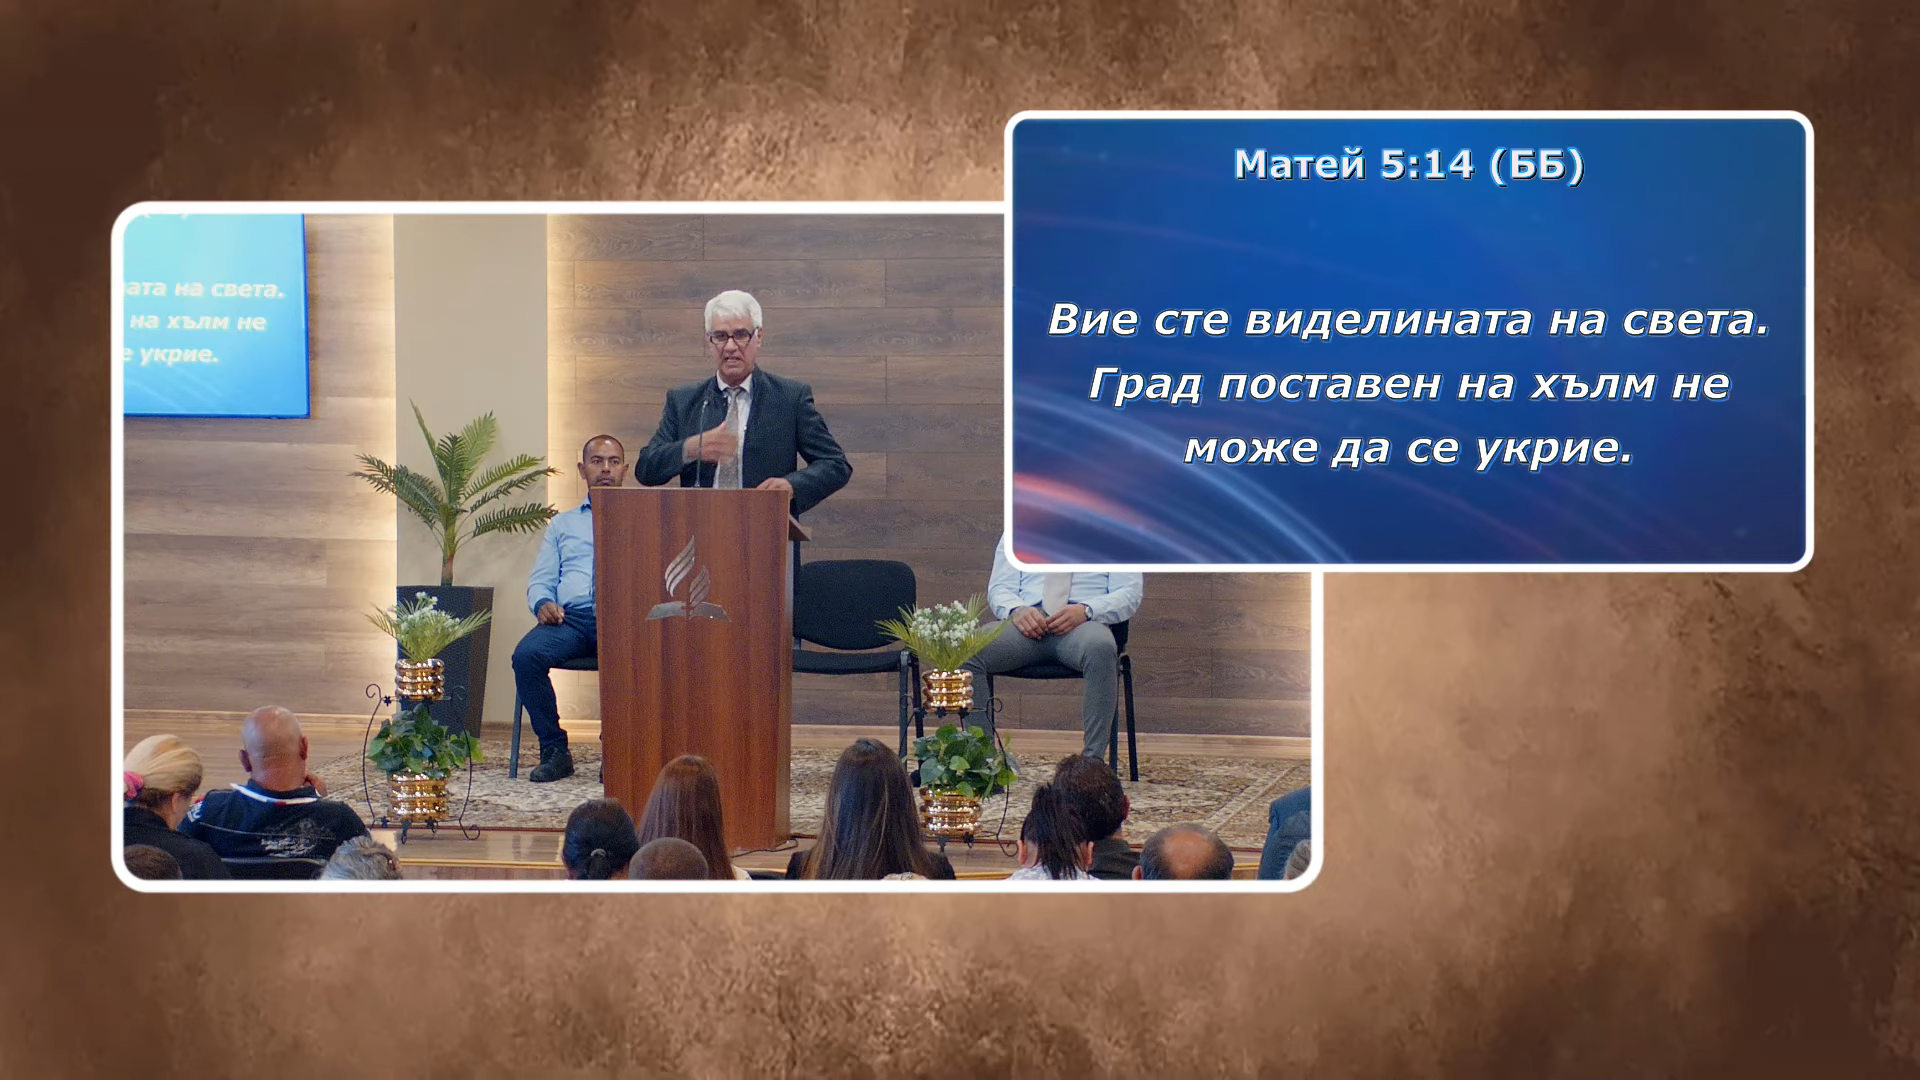 Матей 5:14 (ББ)
Вие сте виделината на света.
Град поставен на хълм не
може да се укрие.
на света.
на хълм не
укрие.